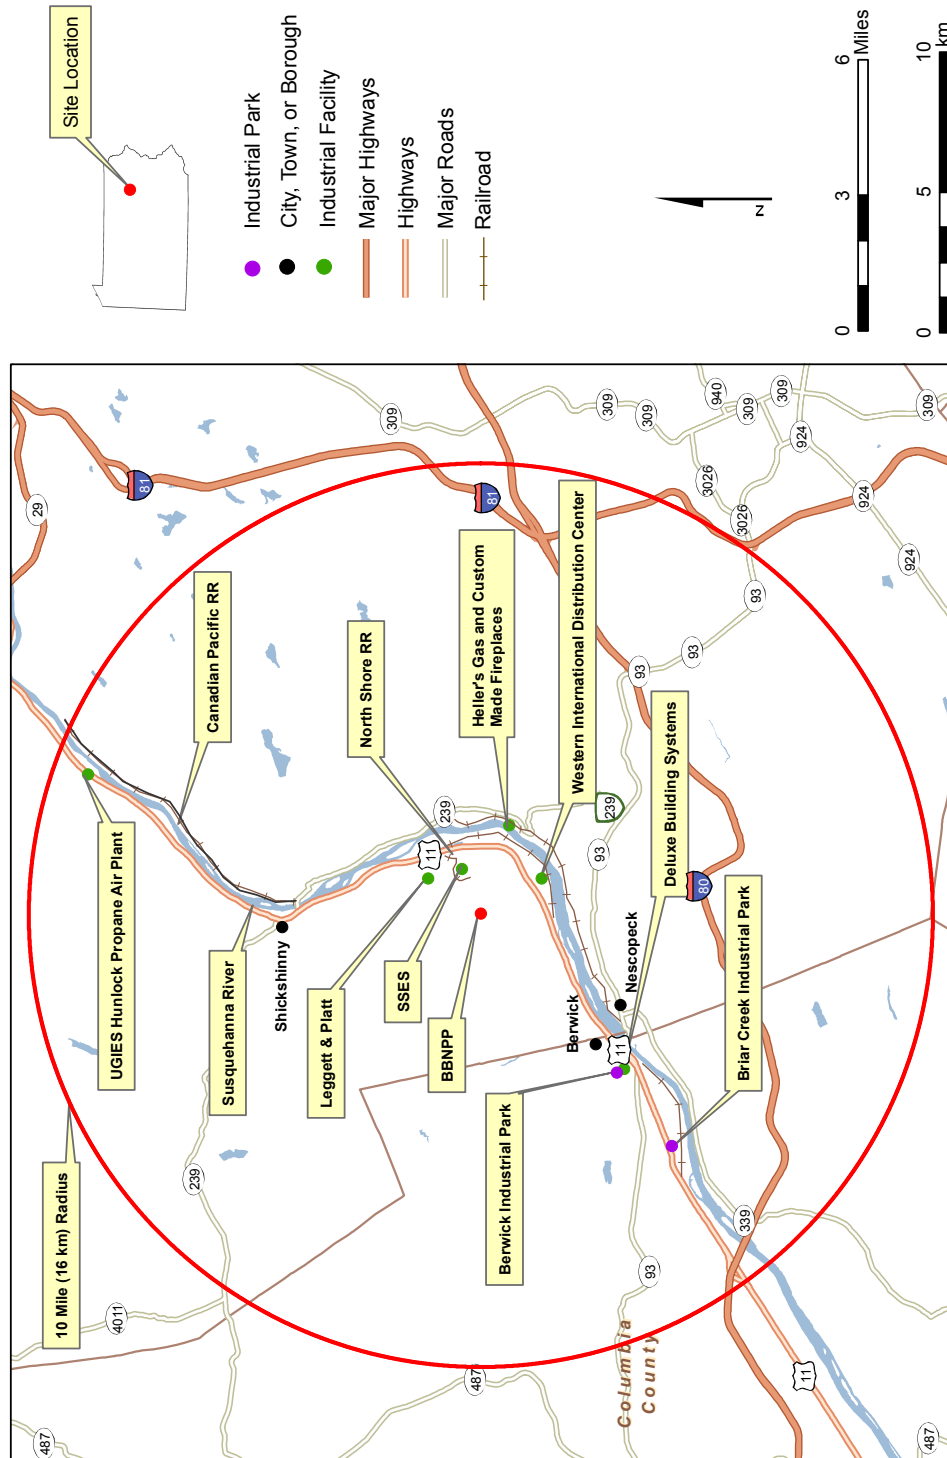 Site Location
Industrial Park
City, Town, or Borough
Industrial Facility
Major Highways
Highways
Major Roads
Railroad
N
0 3 6
Miles
0 5 10
km
10 Mile (16 km) Radius
UGIES Hunlock Propane Air Plant
Susquehanna River
Canadian Pacific RR
Shickshinny
Leggett & Platt
North Shore RR
SSES
BBNPP
Heller's Gas and Custom
Made Fireplaces
Western International Distribution Center
Berwick
Nescopeck
Berwick Industrial Park
Deluxe Building Systems
Briar Creek Industrial Park
Columbia
County
29
81
81
309
309
309
309
309
309
940
3026
3026
924
924
924
93
93
93
93
93
239
239
239
11
11
11
80
339
4011
487
487
487